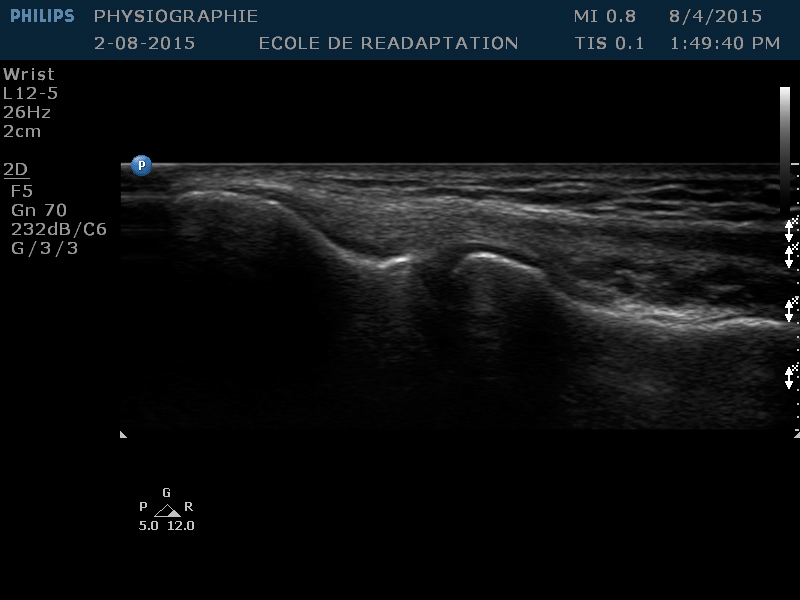 PHILIPS PHYSIOGRAPHIE MI 0.8 8/4/2015
2-08-2015 ECOLE DE READAPTATION TIS 0.1 1:49:40 PM
Wrist
L12-5
26Hz
2cm
2D
F5
Gn 70
232dB/C6
G/3/3
P
G
P R
5.0 12.0